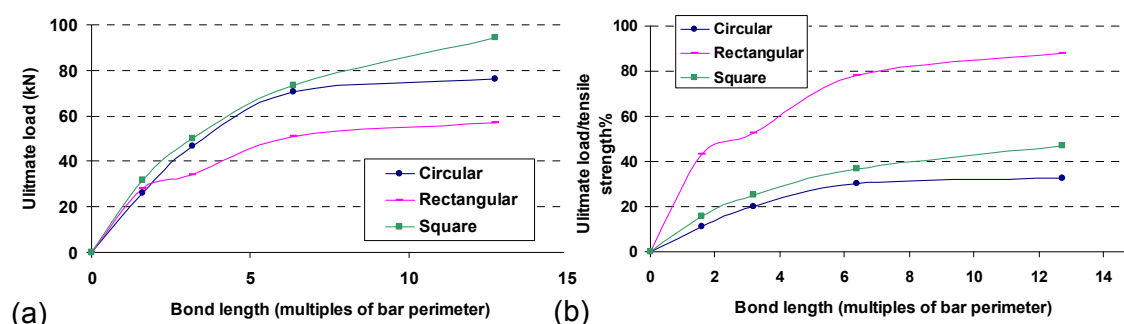 100
80
60
40
20
0
Ulitmate load (kN)
Circular
Rectangular
Square
0 5 10 15
Bond length (multiples of bar perimeter)
(a)
100
80
60
40
20
0
Ulitmate load/tensile
strength%
Circular
Rectangular
Square
0 2 4 6 8 10 12 14
Bond length (multiples of bar perimeter)
(b)